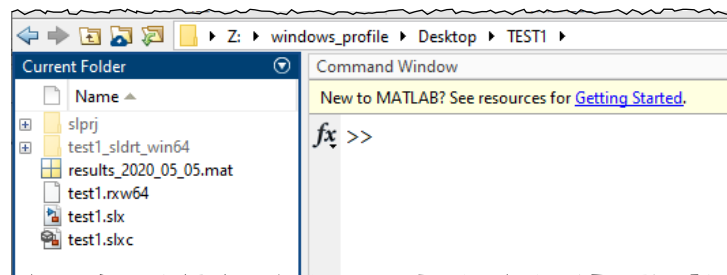 Z: windows_profile Desktop TEST1
Current Folder
Command Window
Name
New to MATLAB? See resources for Getting Started.
slprj
fx >>
test1_sldrt_win64
results_2020_05_05.mat
test1.rxw64
test1.slx
test1.slxc